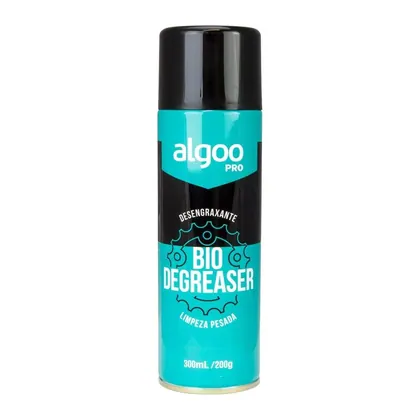 algoo
PRO
DESENGRAXANTE
BIO
DEGREASER
LIMPEZA PESADA
300mL/200g